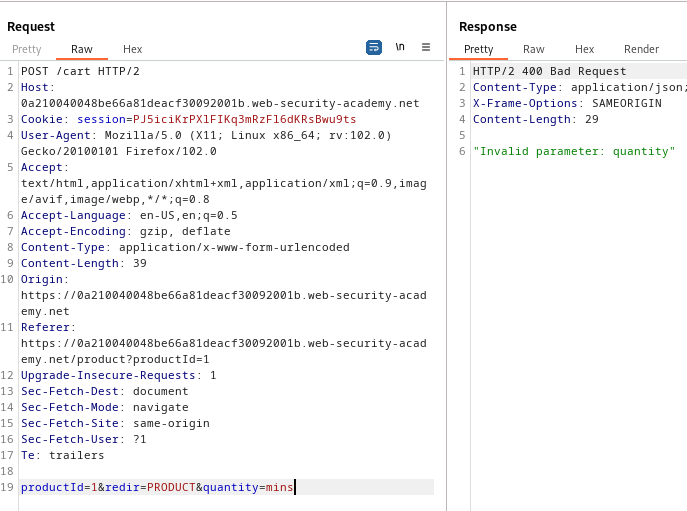 Request
Pretty Raw Hex
\n
1 POST /cart HTTP/2
2 Host:
0a210040048be66a81deacf30092001b.web-security-academy.net
3 Cookie: session=PJ5iciKrPX1FIKq3mRzFl6dKRsBwu9ts
4 User-Agent: Mozilla/5.0 (X11; Linux x86_64; rv:102.0)
Gecko/20100101 Firefox/102.0
5 Accept:
text/html,application/xhtml+xml,application/xml;q=0.9,imag
e/avif,image/webp,*/*;q=0.8
6 Accept-Language: en-US,en;q=0.5
7 Accept-Encoding: gzip, deflate
8 Content-Type: application/x-www-form-urlencoded
9 Content-Length: 39
10 Origin:
https://0a210040048be66a81deacf30092001b.web-security-acad
emy.net
11 Referer:
https://0a210040048be66a81deacf30092001b.web-security-acad
emy.net/product?productId=1
12 Upgrade-Insecure-Requests: 1
13 Sec-Fetch-Dest: document
14 Sec-Fetch-Mode: navigate
15 Sec-Fetch-Site: same-origin
16 Sec-Fetch-User: ?1
17 Te: trailers
18
19 productId=1&redir=PRODUCT&quantity=mins
Response
Pretty Raw Hex Render
1 HTTP/2 400 Bad Request
2 Content-Type: application/json;
3 X-Frame-Options: SAMEORIGIN
4 Content-Length: 29
5
6 "Invalid parameter: quantity"